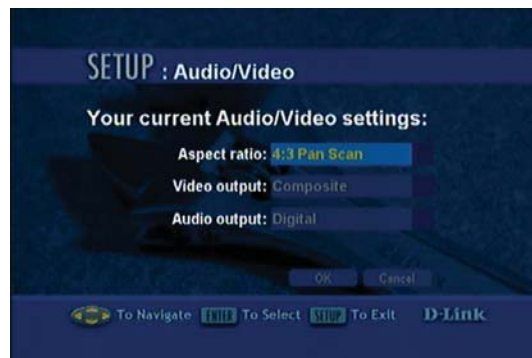 SETUP : Audio/Video
Your current Audio/Video settings:
Aspect ratio: 4:3 Pan Scan
Video output: Composite
Audio output: Digital
OK Cancel
To Navigate ENTER To Select SETUP To Exit D-Link